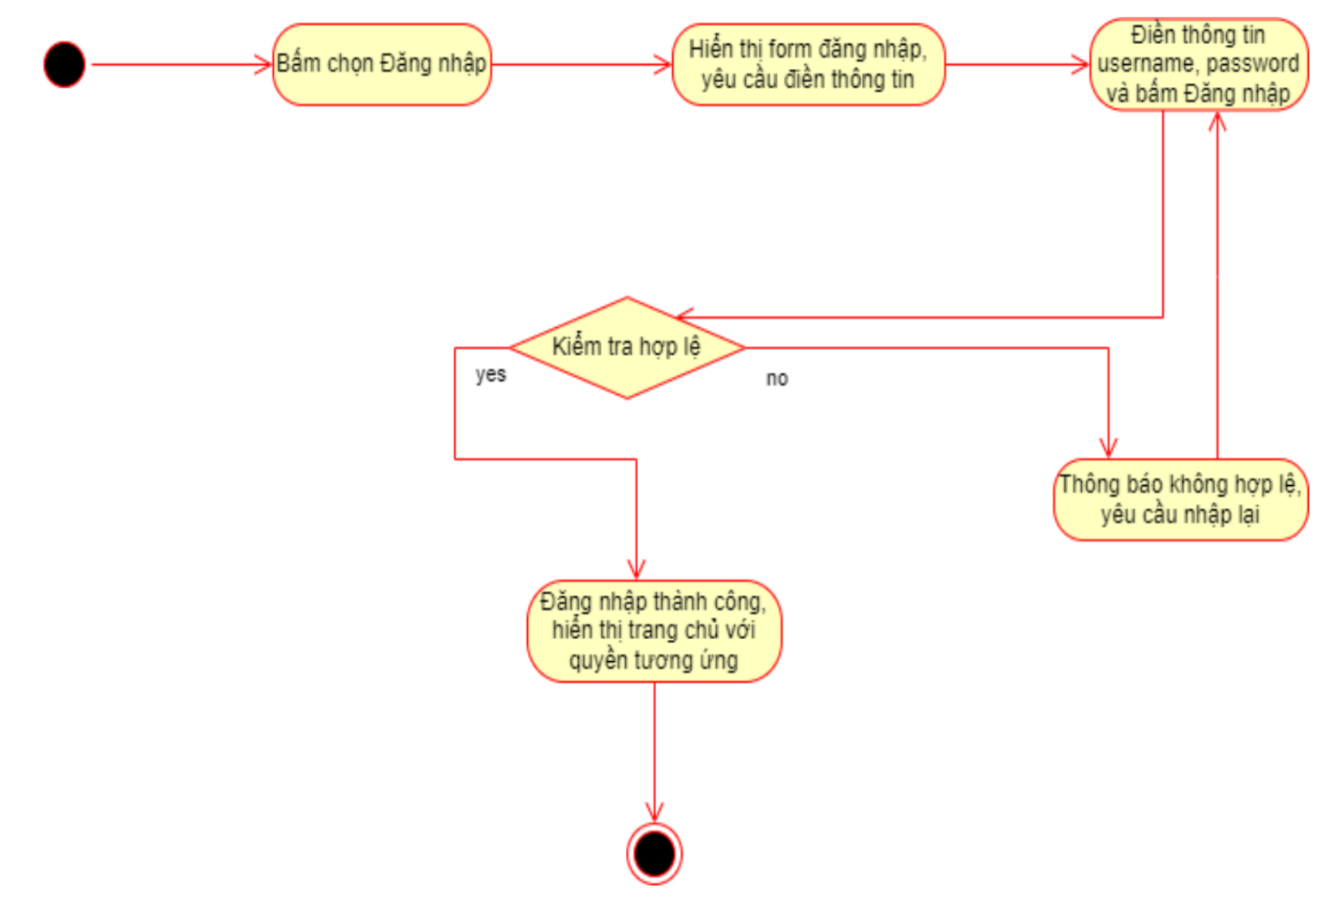 Bấm chọn Đăng nhập
Hiển thị form đăng nhập,
yêu cầu điền thông tin
Điền thông tin
username, password
và bấm Đăng nhập
Kiểm tra hợp lệ
yes
no
Thông báo không hợp lệ,
yêu cầu nhập lại
Đăng nhập thành công,
hiển thị trang chủ với
quyền tương ứng